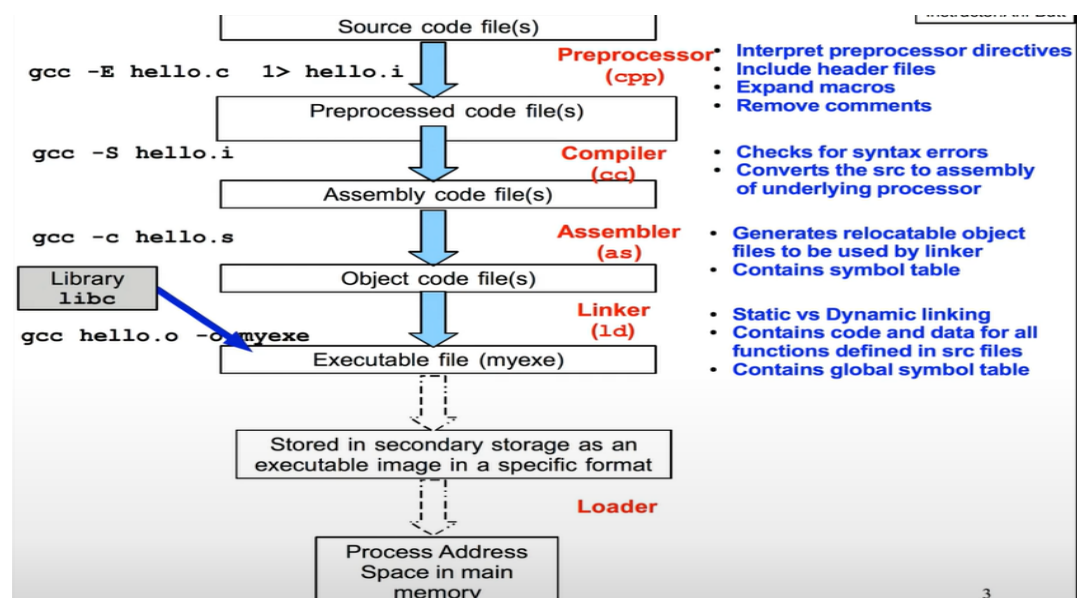 Source code file(s)
Instructor:Arif Butt
gcc -E hello.c 1> hello.i
Preprocessor
(cpp)
• Interpret preprocessor directives
• Include header files
• Expand macros
• Remove comments
Preprocessed code file(s)
gcc -S hello.i
Compiler
(cc)
• Checks for syntax errors
• Converts the src to assembly
of underlying processor
Assembly code file(s)
gcc -c hello.s
Assembler
(as)
• Generates relocatable object
files to be used by linker
• Contains symbol table
Object code file(s)
Library
libc
gcc hello.o -o myexe
Linker
(ld)
• Static vs Dynamic linking
• Contains code and data for all
functions defined in src files
• Contains global symbol table
Executable file (myexe)
Stored in secondary storage as an
executable image in a specific format
Loader
Process Address
Space in main
memory
3